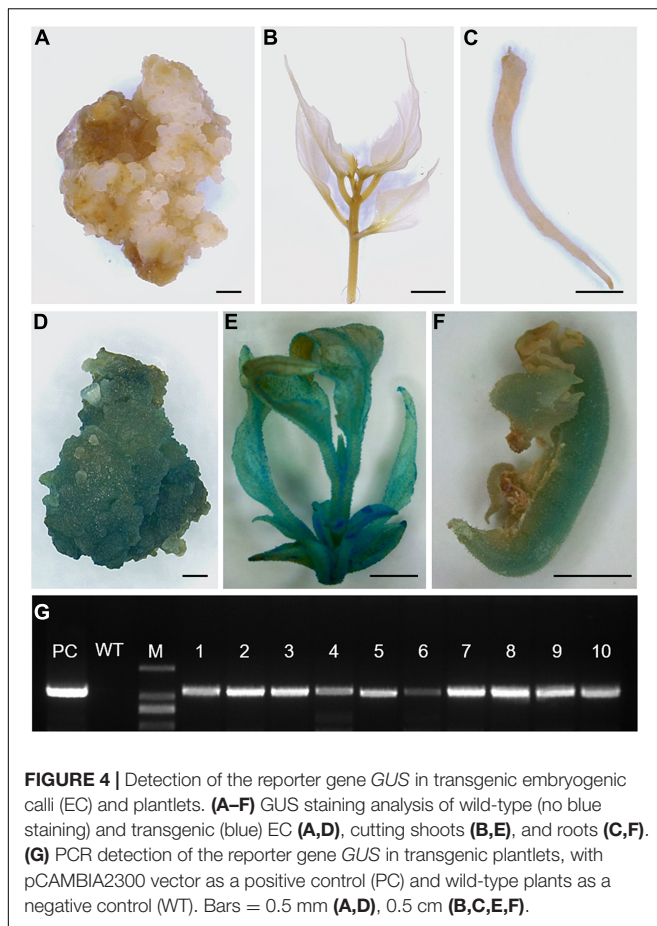 A B C
D E F
G
PC WT M 1 2 3 4 5 6 7 8 9 10
FIGURE 4 | Detection of the reporter gene GUS in transgenic embryogenic
calli (EC) and plantlets. (A–F) GUS staining analysis of wild-type (no blue
staining) and transgenic (blue) EC (A,D), cutting shoots (B,E), and roots (C,F).
(G) PCR detection of the reporter gene GUS in transgenic plantlets, with
pCAMBIA2300 vector as a positive control (PC) and wild-type plants as a
negative control (WT). Bars = 0.5 mm (A,D), 0.5 cm (B,C,E,F).